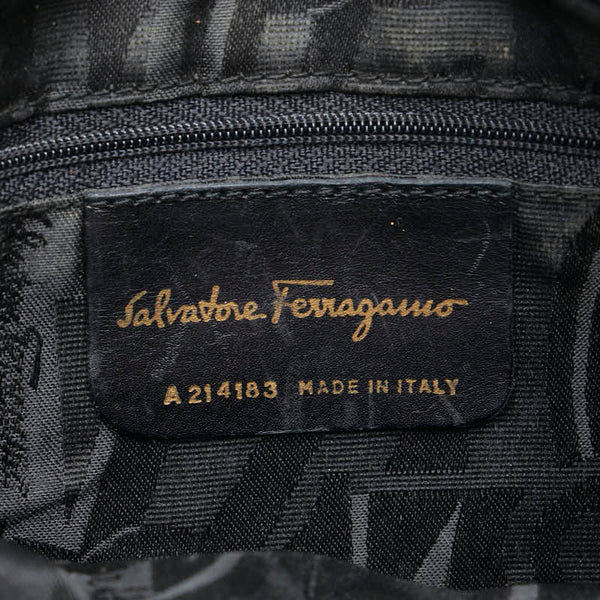 Salvatore Ferragamo
A 214183 MADE IN ITALY